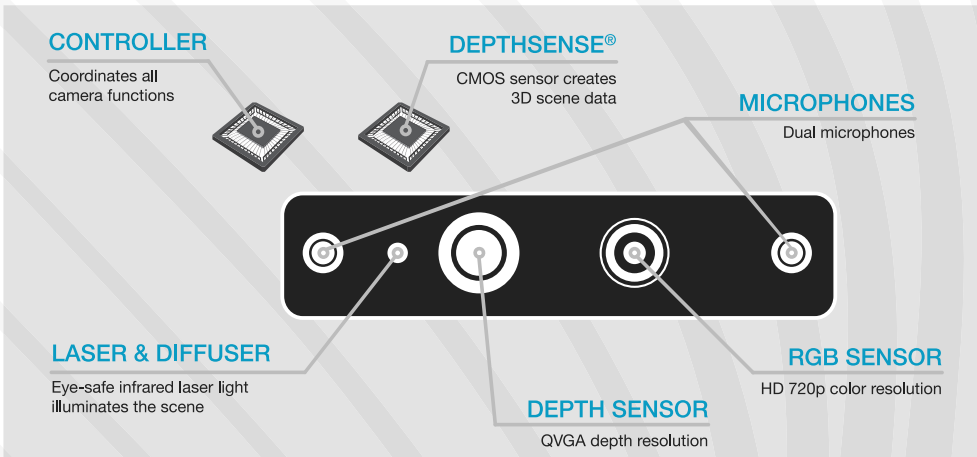 CONTROLLER
Coordinates all
camera functions
DEPTHSENSE®
CMOS sensor creates
3D scene data
MICROPHONES
Dual microphones
LASER & DIFFUSER
Eye-safe infrared laser light
illuminates the scene
DEPTH SENSOR
QVGA depth resolution
RGB SENSOR
HD 720p color resolution